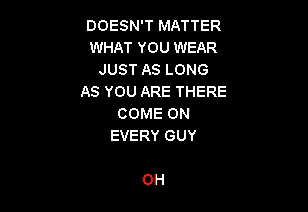 DOESN'T MATTER
WHAT YOU WEAR
JUST AS LONG
AS YOU ARE THERE
COME ON
EVERY GUY
OH